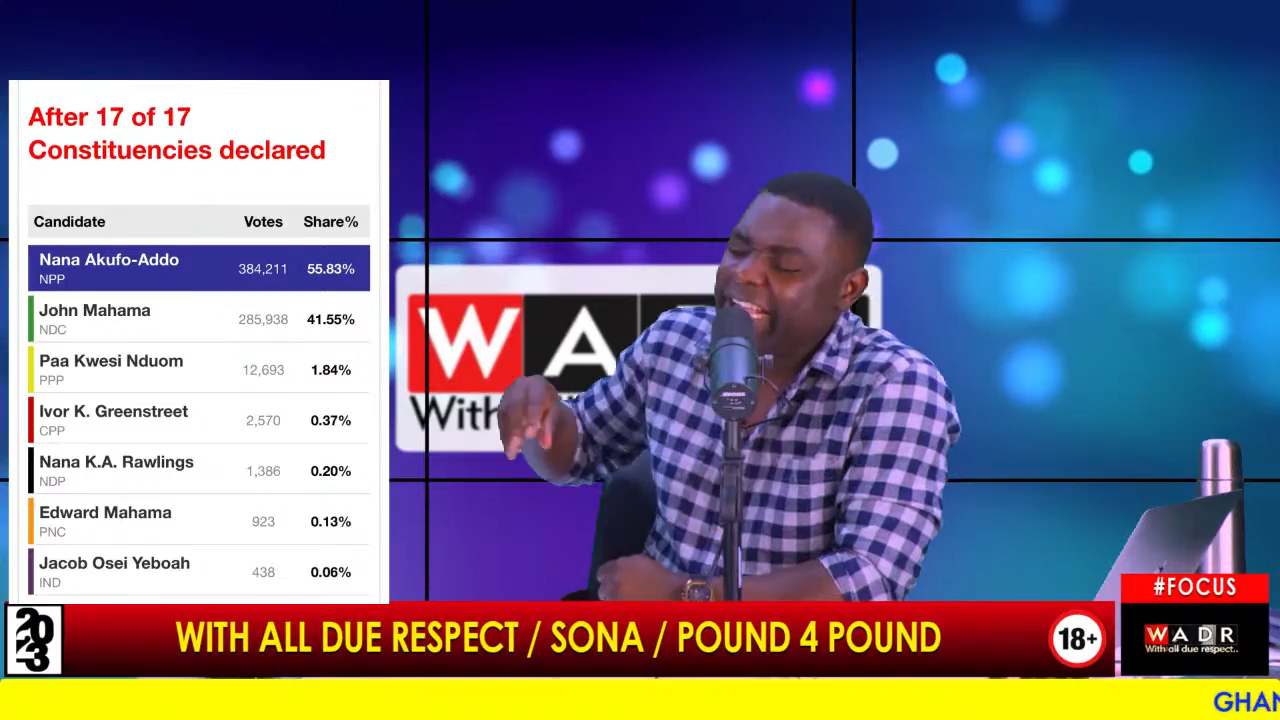 After 17 of 17
Constituencies declared
Candidate Votes Share%
Nana Akufo-Addo
NPP 384,211 55.83%
John Mahama
NDC 285,938 41.55%
Paa Kwesi Nduom
PPP 12,693 1.84%
Ivor K. Greenstreet
CPP 2,570 0.37%
Nana K.A. Rawlings
NDP 1,386 0.20%
Edward Mahama
PNC 923 0.13%
Jacob Osei Yeboah
IND 438 0.06%
W A
With
2023
WITH ALL DUE RESPECT / SONA / POUND 4 POUND
18+
#FOCUS
W A D R
With all due respect..